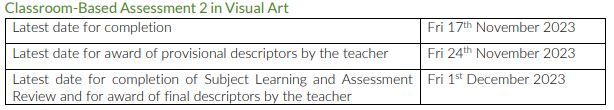 Classroom-Based Assessment 2 in Visual Art
Latest date for completion Fri 17th November 2023
Latest date for award of provisional descriptors by the teacher Fri 24th November 2023
Latest date for completion of Subject Learning and Assessment Fri 1st December 2023
Review and for award of final descriptors by the teacher